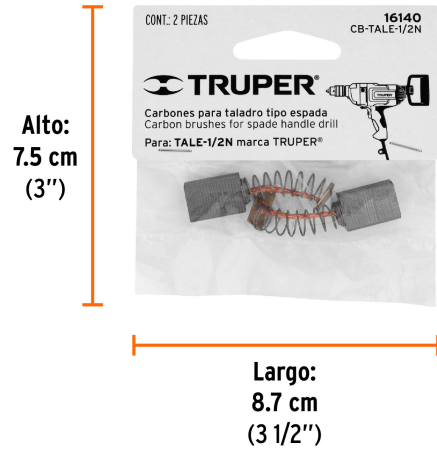 CONT.: 2 PIEZAS
16140
CB-TALE-1/2N
TRUPER®
TRUPER
Carbones para taladro tipo espada
Carbon brushes for spade handle drill
Para: TALE-1/2N marca TRUPER®
Alto:
7.5 cm
(3")
Largo:
8.7 cm
(3 1/2")